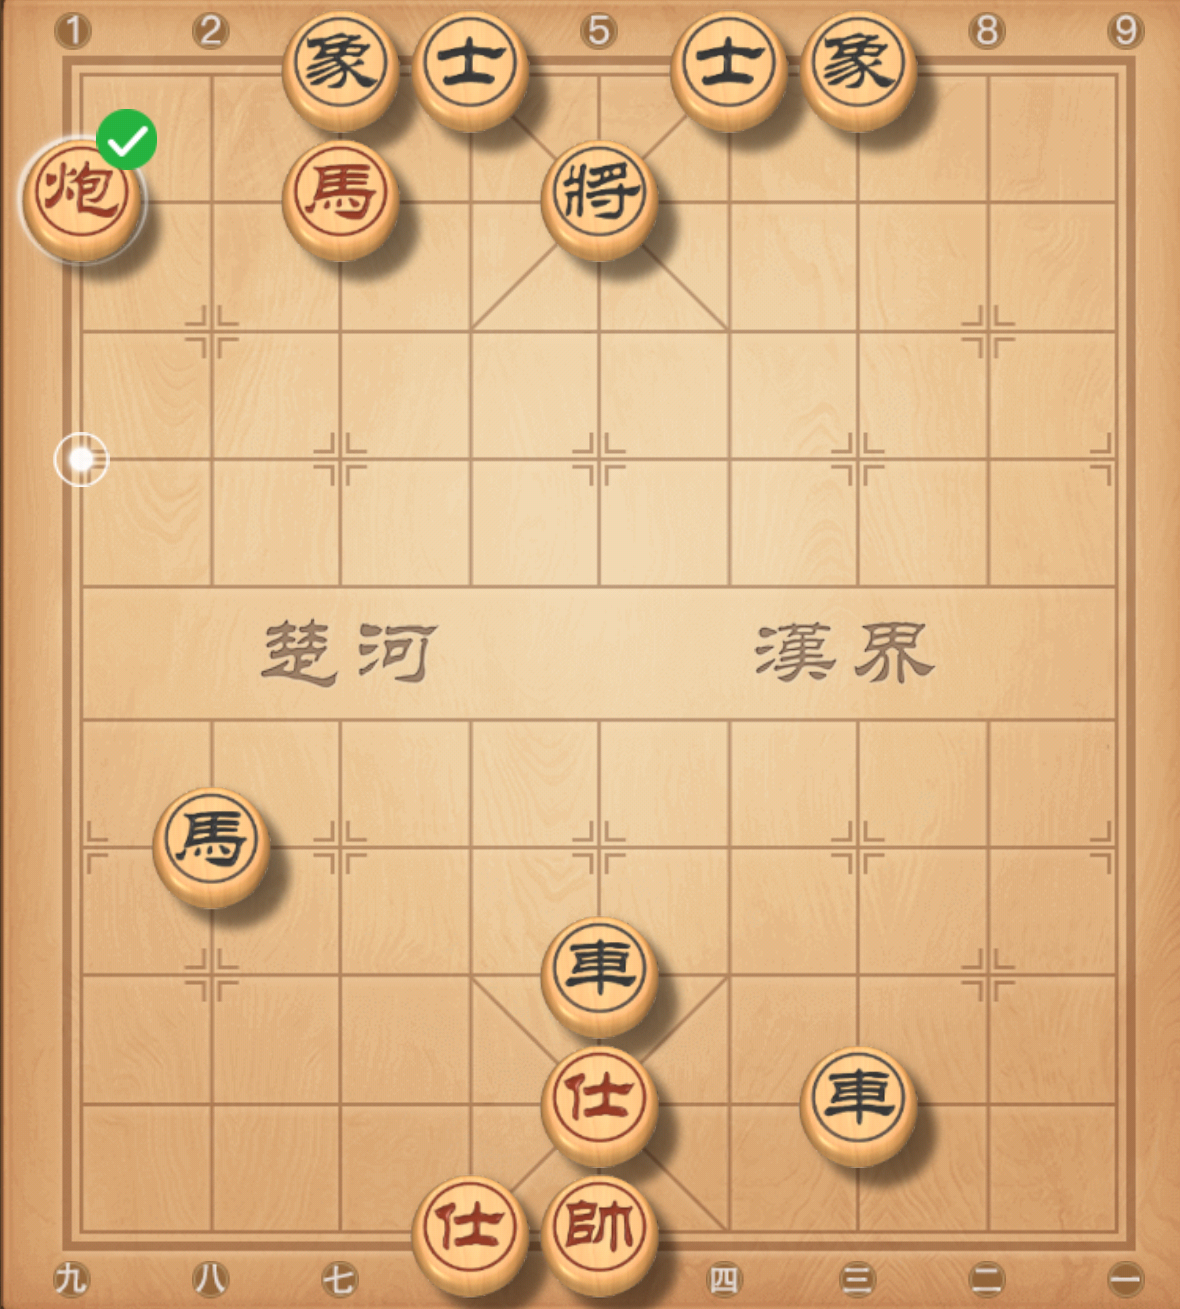 1 2 5 8 9
象 士 士 象
炮 馬 將
楚河 漢界
馬
車
仕 車
仕 帥
九 八 七 四 三 二 一